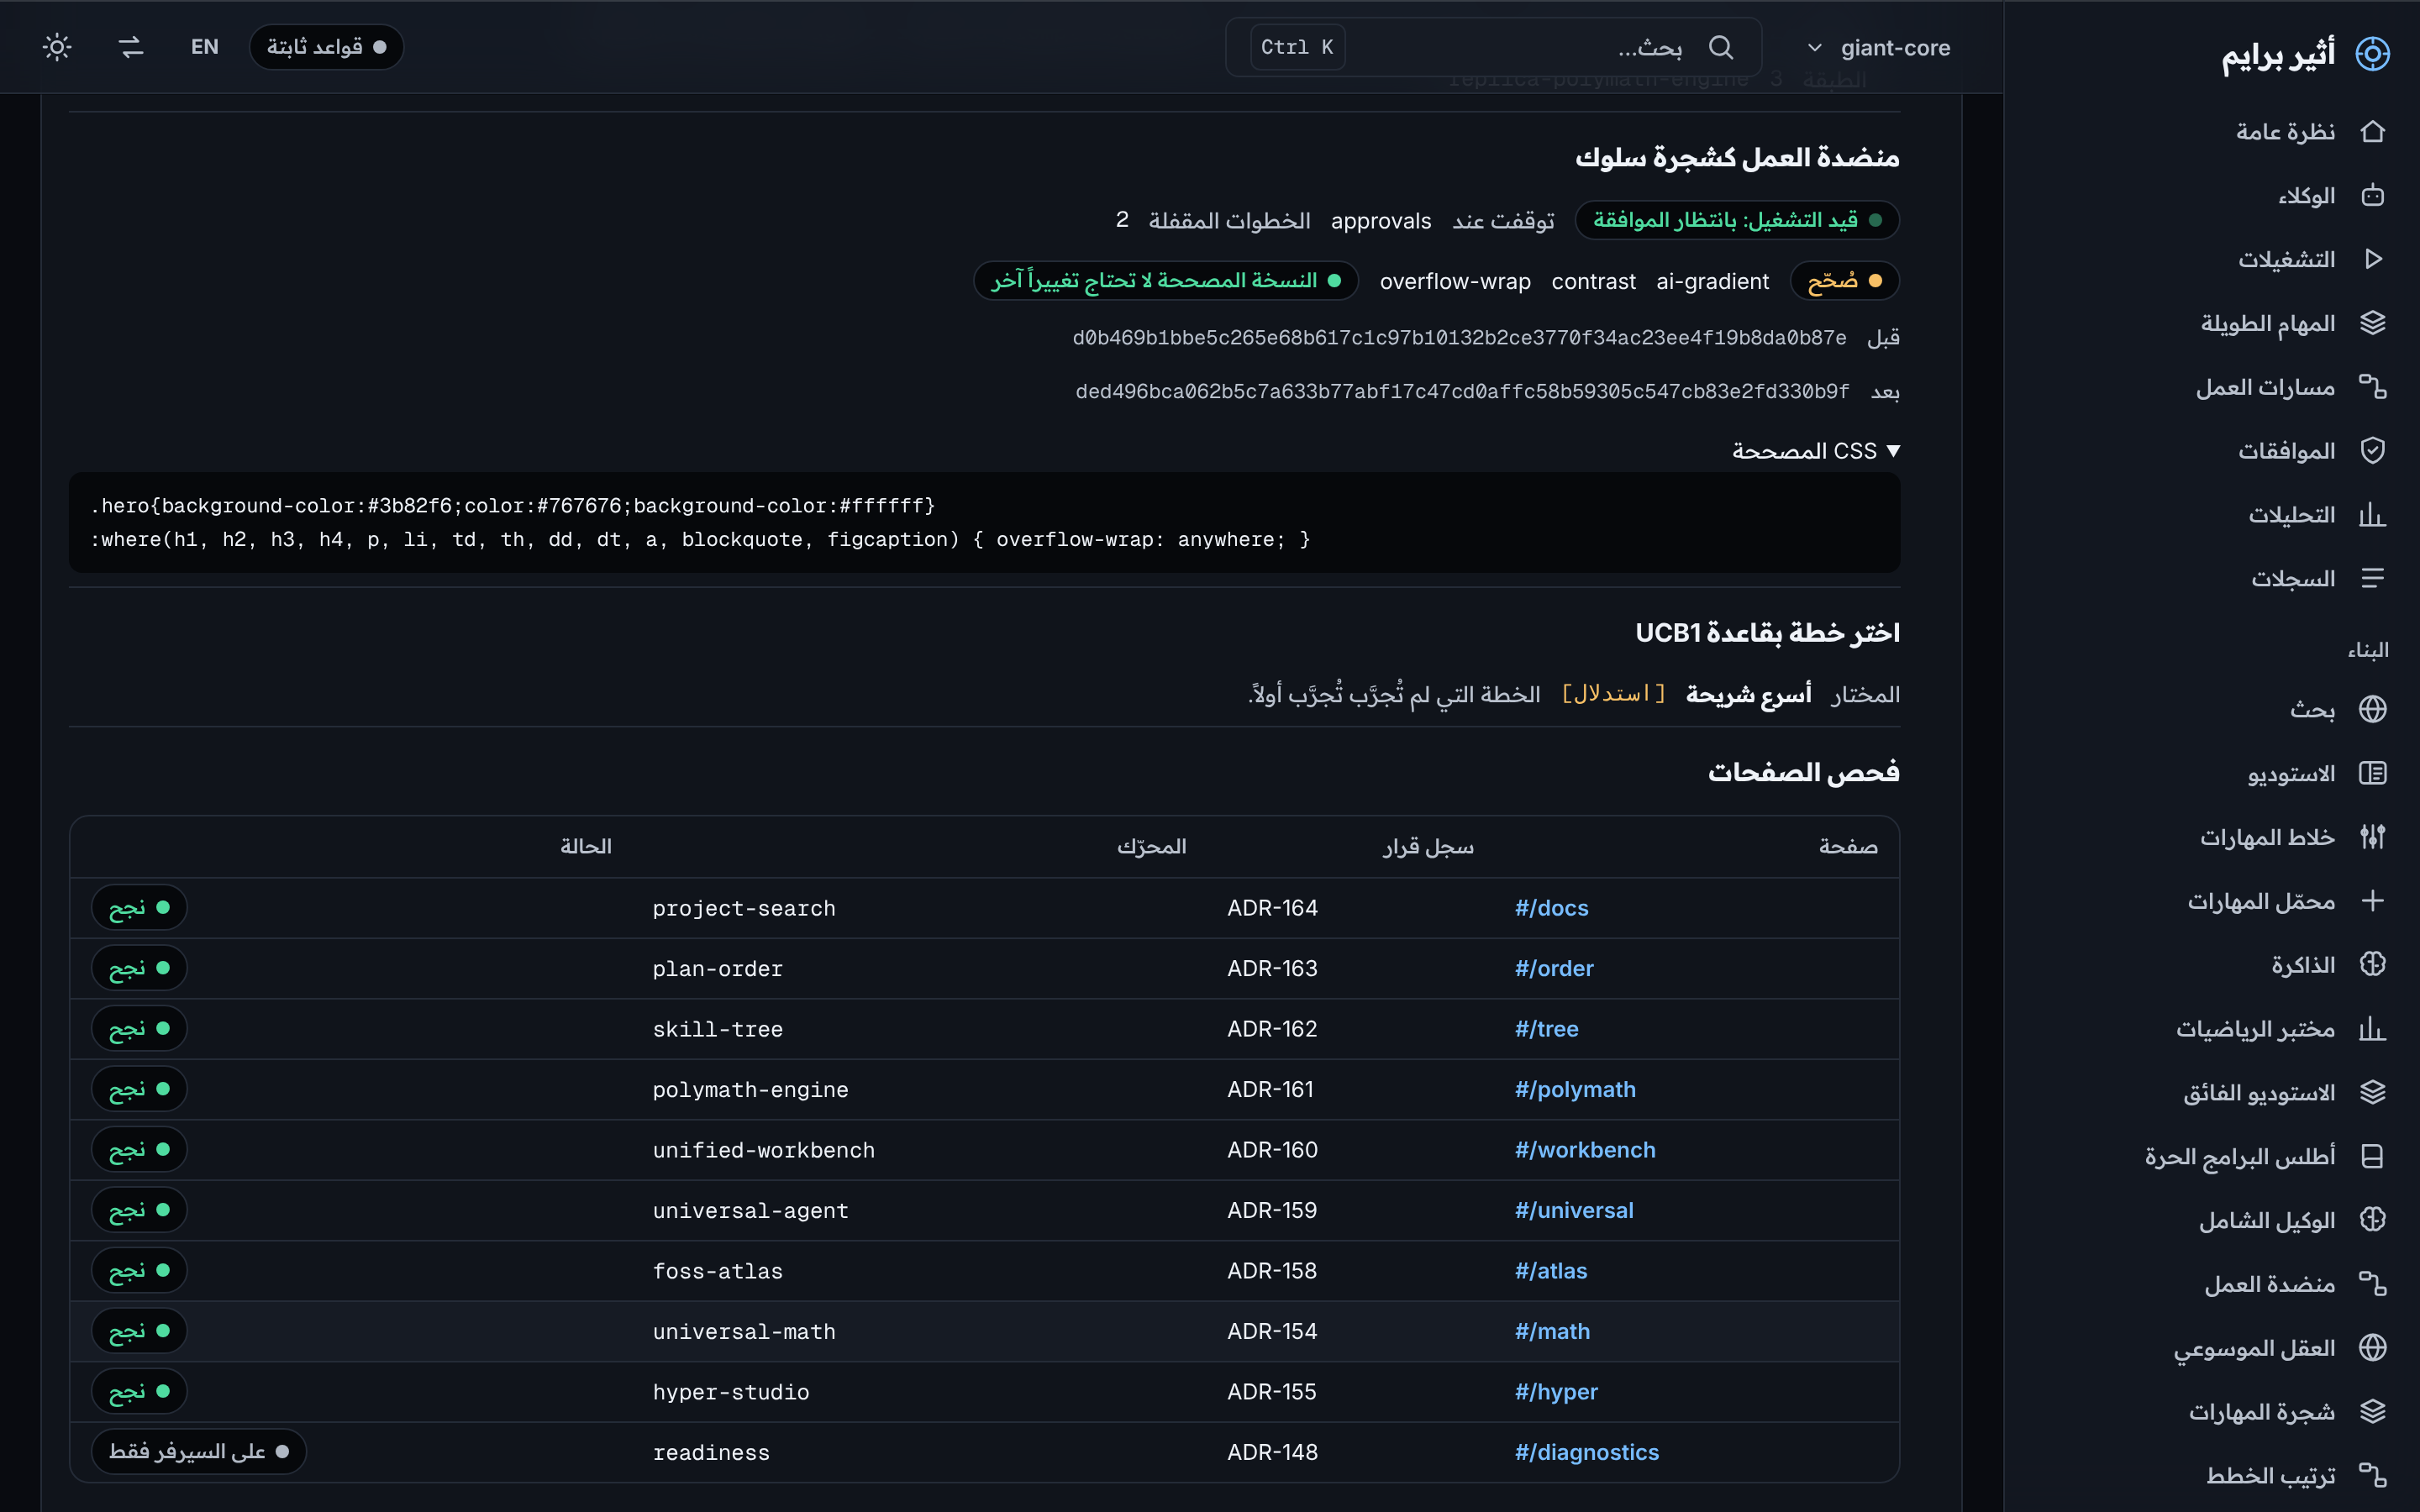 أثير برايم
نظرة عامة
الوكلاء
التشغيلات
المهام الطويلة
مسارات العمل
الموافقات
التحليلات
السجلات
البناء
بحث
الاستوديو
خلاط المهارات
محمّل المهارات
الذاكرة
مختبر الرياضيات
الاستوديو الفائق
أطلس البرامج الحرة
الوكيل الشامل
منضدة العمل
العقل الموسوعي
شجرة المهارات
ترتيب الخطط
giant-core
بحث... Ctrl K
قواعد ثابتة
EN
الطبقة 3 replica-polymath-engine
منضدة العمل كشجرة سلوك
قيد التشغيل: بانتظار الموافقة توقفت عند approvals الخطوات المقفلة 2
صُحّح ai-gradient contrast overflow-wrap النسخة المصححة لا تحتاج تغييراً آخر
قبل d0b469b1bbe5c265e68b617c1c97b10132b2ce3770f34ac23ee4f19b8da0b87e
بعد ded496bca062b5c7a633b77abf17c47cd0affc58b59305c547cb83e2fd330b9f
▼ CSS المصححة
.hero{background-color:#3b82f6;color:#767676;background-color:#ffffff}
:where(h1, h2, h3, h4, p, li, td, th, dd, dt, a, blockquote, figcaption) { overflow-wrap: anywhere; }
اختر خطة بقاعدة UCB1
المختار أسرع شريحة [استدلال] الخطة التي لم تُجرَّب تُجرَّب أولاً.
فحص الصفحات
صفحة سجل قرار المحرّك الحالة
#/docs ADR-164 project-search نجح
#/order ADR-163 plan-order نجح
#/tree ADR-162 skill-tree نجح
#/polymath ADR-161 polymath-engine نجح
#/workbench ADR-160 unified-workbench نجح
#/universal ADR-159 universal-agent نجح
#/atlas ADR-158 foss-atlas نجح
#/math ADR-154 universal-math نجح
#/hyper ADR-155 hyper-studio نجح
#/diagnostics ADR-148 readiness على السيرفر فقط